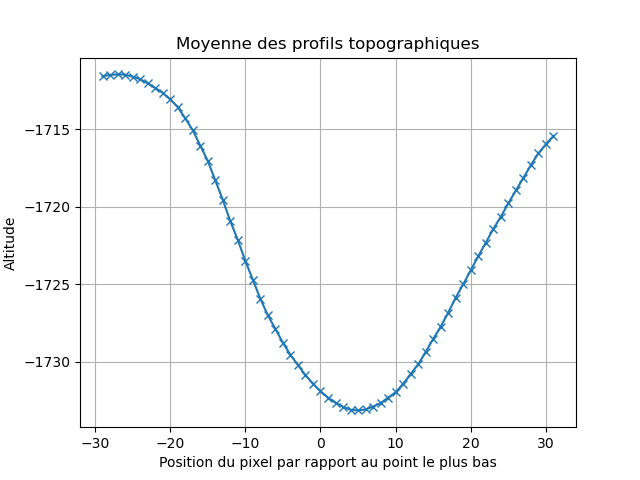 Moyenne des profils topographiques
Altitude
−1715
−1720
−1725
−1730
−30 −20 −10 0 10 20 30
Position du pixel par rapport au point le plus bas